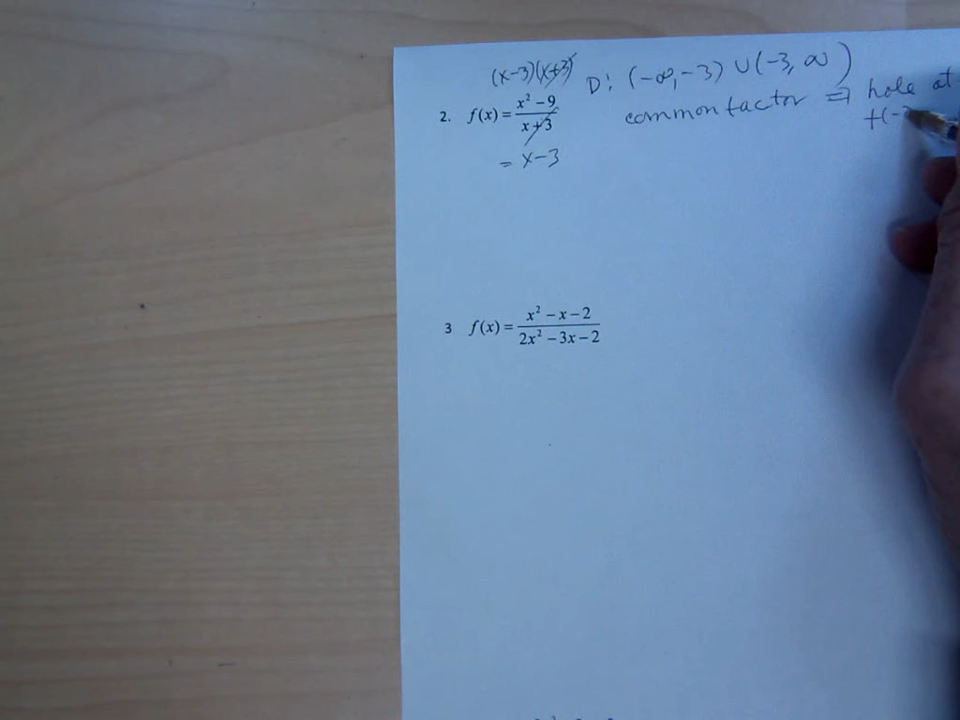 (x-3)(x+3) D: (-∞,-3) ∪ (-3, ∞)
2. f(x) = (x² - 9)/(x + 3) common factor ⇒ hole at
= x-3
3 f(x) = (x² - x - 2)/(2x² - 3x - 2)